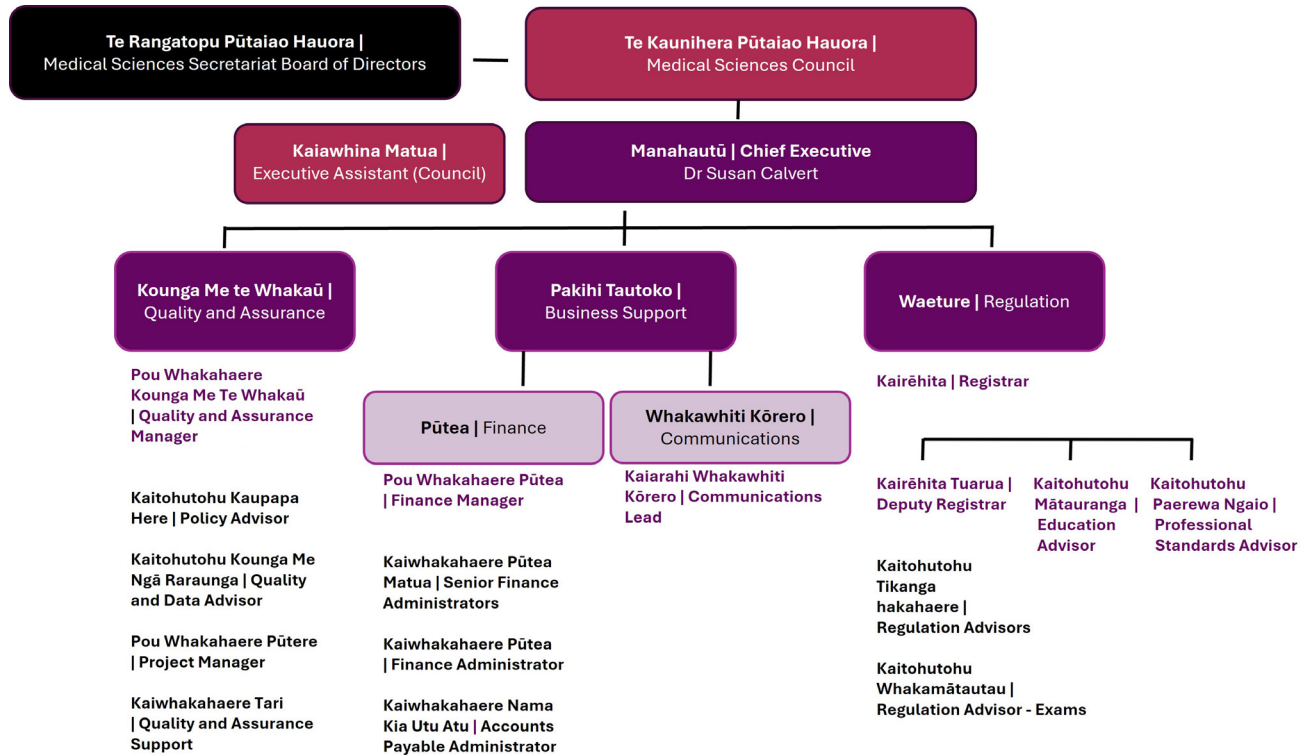 Te Rangatopu Pūtaiao Hauora |
Medical Sciences Secretariat Board of Directors
Te Kaunihera Pūtaiao Hauora |
Medical Sciences Council
Kaiawhina Matua |
Executive Assistant (Council)
Manahautū | Chief Executive
Dr Susan Calvert
Kounga Me te Whakaū |
Quality and Assurance
Pakihi Tautoko |
Business Support
Waeture | Regulation
Pou Whakahaere
Kounga Me Te Whakaū
| Quality and Assurance
Manager
Kaitohutohu Kaupapa
Here | Policy Advisor
Kaitohutohu Kounga Me
Ngā Raraunga | Quality
and Data Advisor
Pou Whakahaere Pūtere
| Project Manager
Kaiwhakahaere Tari
| Quality and Assurance
Support
Pūtea | Finance
Pou Whakahaere Pūtea
| Finance Manager
Kaiwhakahaere Pūtea
Matua | Senior Finance
Administrators
Kaiwhakahaere Pūtea
| Finance Administrator
Kaiwhakahaere Nama
Kia Utu Atu | Accounts
Payable Administrator
Whakawhiti Kōrero |
Communications
Kaiarahi Whakawhiti
Kōrero | Communications
Lead
Kairēhita | Registrar
Kairēhita Tuarua |
Deputy Registrar
Kaitohutohu
Tikanga
hakahaere |
Regulation Advisors
Kaitohutohu
Whakamātautau |
Regulation Advisor - Exams
Kaitohutohu
Mātauranga |
Education
Advisor
Kaitohutohu
Paerewa Ngaio |
Professional
Standards Advisor